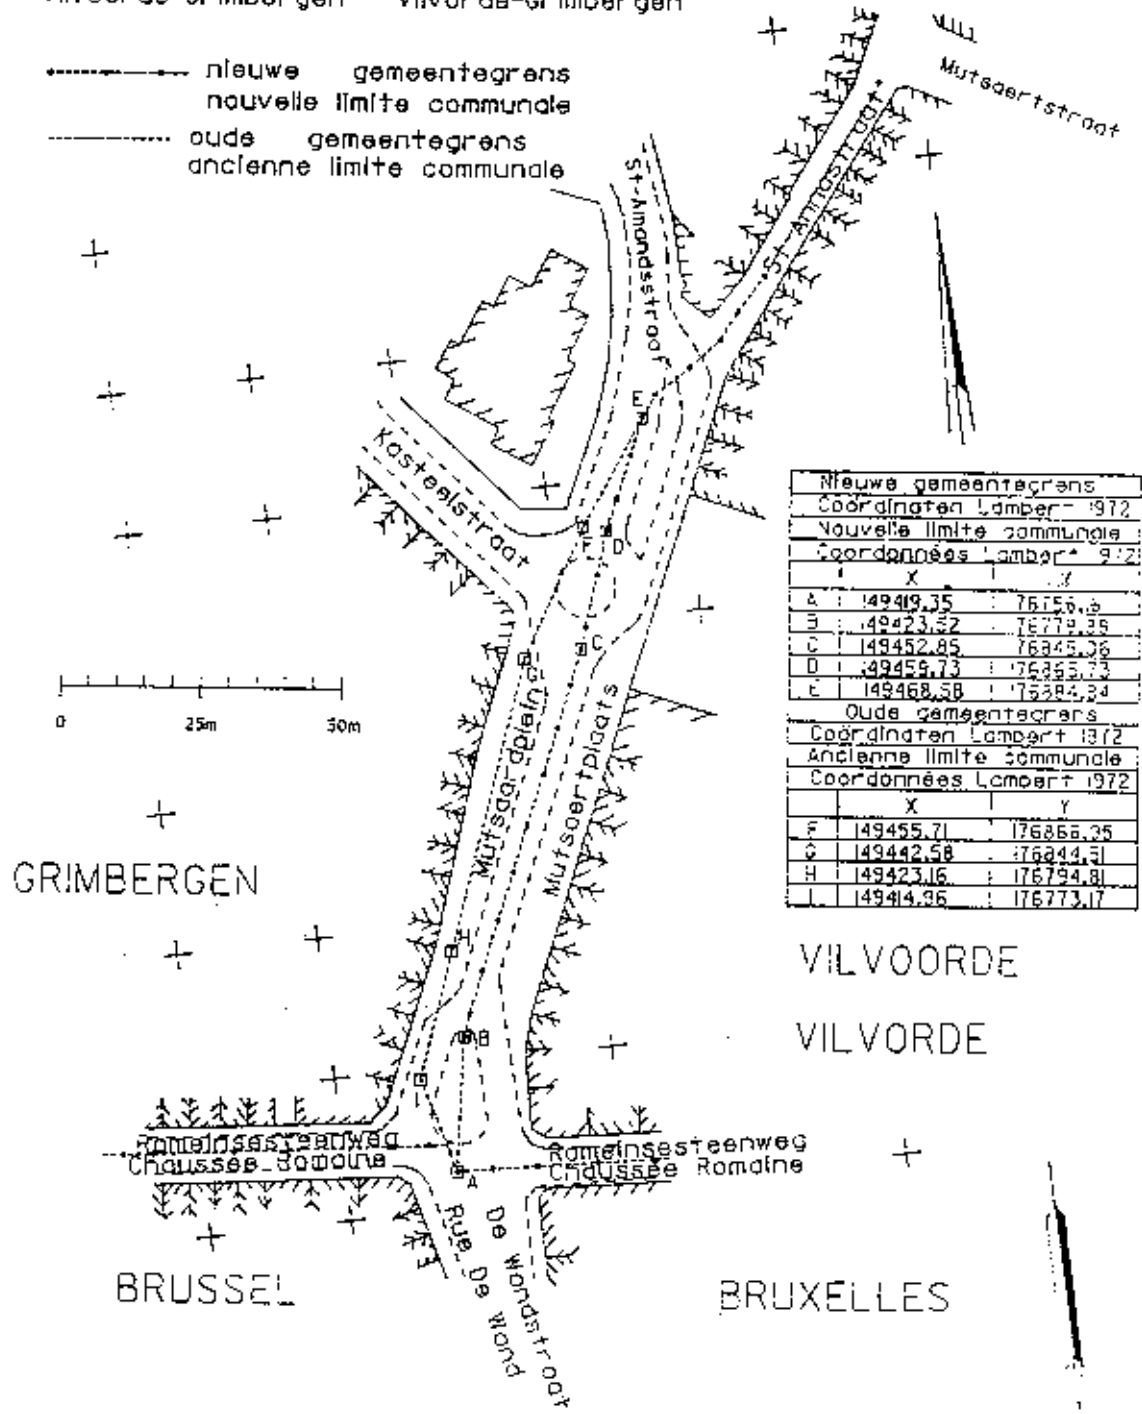 Vilvorde-Grimbergen
nieuwe gemeentegrens
nouvelle limite communale
oude gemeentegrens
ancienne limite communale
Mutsaertstraat
St-Annastraat
St-Amandsstraat
E
Kasteelstraat
F D
C
0 25m 50m
Mutsaardplein
Mutsaertplaats
GRIMBERGEN
H
B
Romeinsesteenweg
Chaussée Romaine
Romeinsesteenweg
Chaussée Romaine
A
De Wandstraat
Rue De Wand
BRUSSEL
BRUXELLES
VILVOORDE
VILVORDE
Nieuwe gemeentegrens
Coördinaten Lambert 1972
Nouvelle limite communale
Coordonnées Lambert 1972
X Y
A 149419.35
B 149423.52
C 149452.85
D
E 149468.58
Oude gemeentegrens
Coördinaten Lambert 1972
Ancienne limite communale
Coordonnées Lambert 1972
X Y
F 149455.71 176866.35
G 149442.58 176844.51
H 149423.16 176794.81
I 149414.96 176773.17